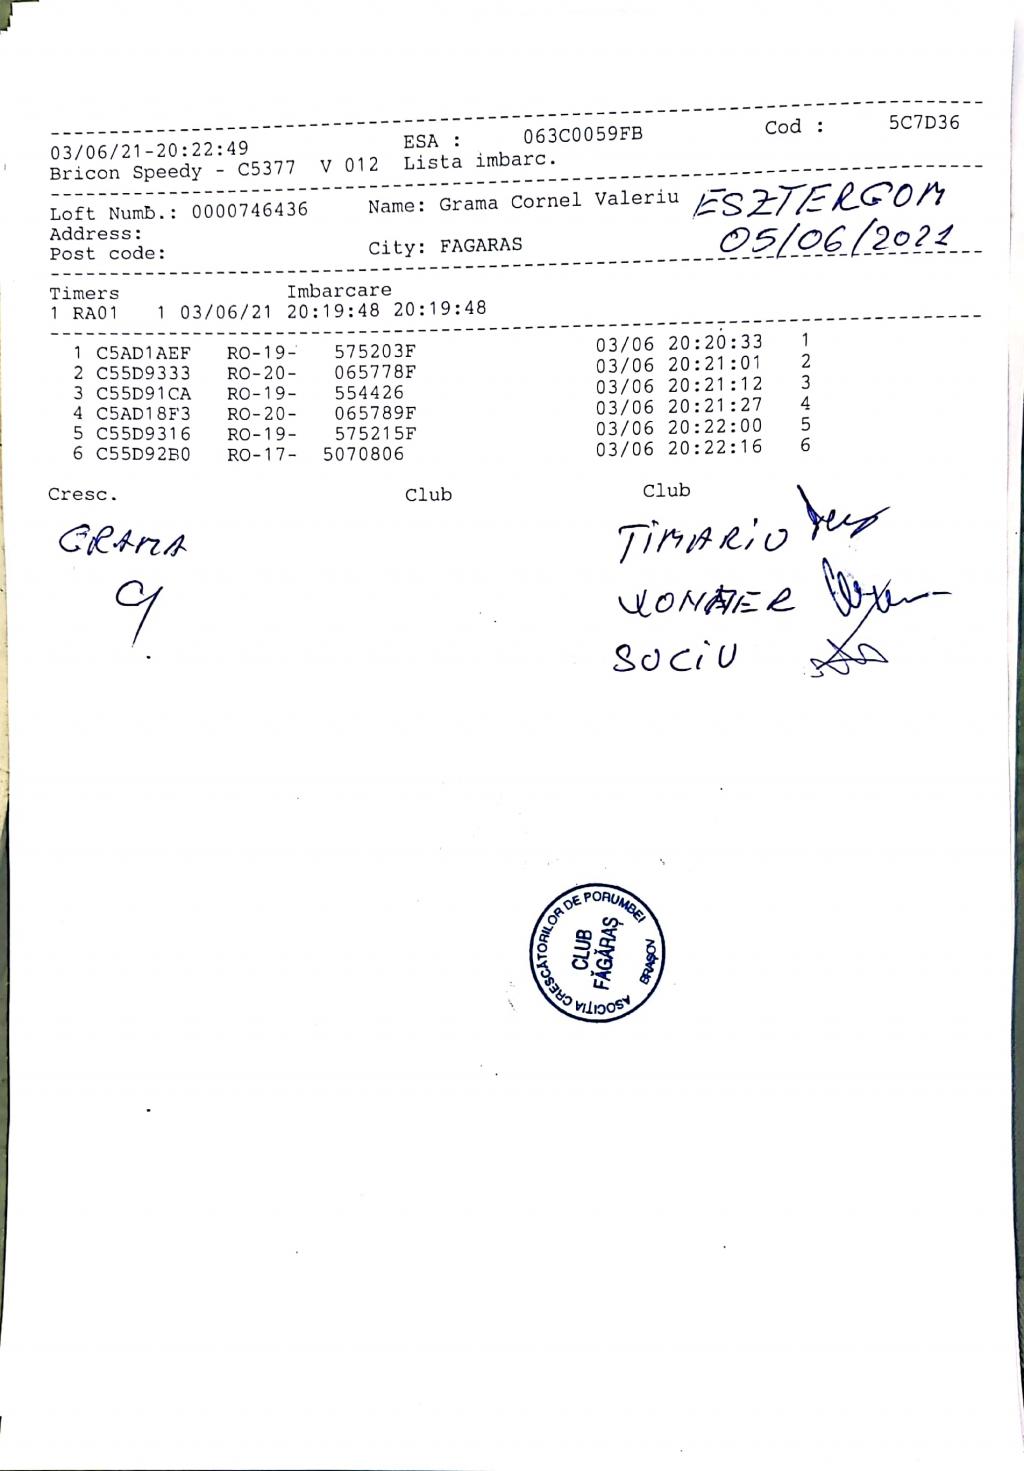 03/06/21-20:22:49 ESA : 063C0059FB Cod : 5C7D36
Bricon Speedy - C5377 V 012 Lista imbarc.
Loft Numb.: 0000746436 Name: Grama Cornel Valeriu ESZTERGOM
Address:
Post code: City: FAGARAS 05/06/2021
Timers Imbarcare
1 RA01 1 03/06/21 20:19:48 20:19:48
1 C5AD1AEF RO-19- 575203F 03/06 20:20:33 1
2 C55D9333 RO-20- 065778F 03/06 20:21:01 2
3 C55D91CA RO-19- 554426 03/06 20:21:12 3
4 C5AD18F3 RO-20- 065789F 03/06 20:21:27 4
5 C55D9316 RO-19- 575215F 03/06 20:22:00 5
6 C55D92B0 RO-17- 5070806 03/06 20:22:16 6
Cresc. Club Club
GRAMA TIMARIU
SUCIU
ASOCIȚIA CRESCĂTORILOR DE PORUMBEI
BRAȘOV
CLUB
FĂGĂRAȘ